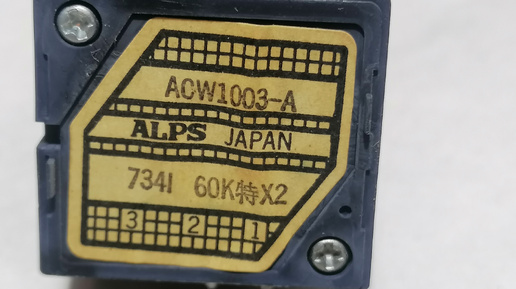 ACW1003-A
ALPS JAPAN
734I 60K特X2
3 2 1